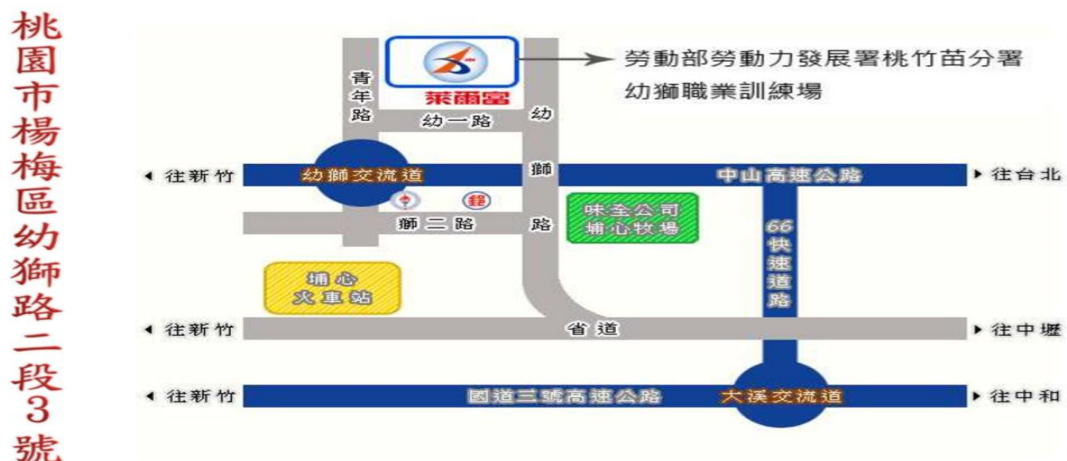 桃園市楊梅區幼獅路二段3號
勞動部勞動力發展署桃竹苗分署
幼獅職業訓練場
萊爾富
青年路
幼一路
幼獅路
往新竹
幼獅交流道
中山高速公路
往台北
郵
獅二路
味全公司
埔心牧場
66快速道路
埔心
火車站
往新竹
省道
往中壢
往新竹
國道三號高速公路
大溪交流道
往中和